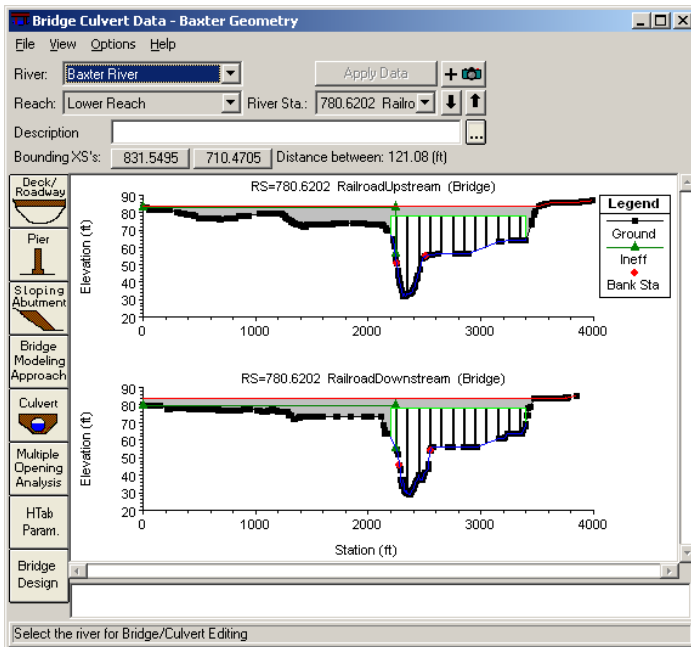 Bridge Culvert Data - Baxter Geometry
File View Options Help
River: Baxter River Apply Data +
Reach: Lower Reach River Sta.: 780.6202 Railro
Description ...
Bounding XS's: 831.5495 710.4705 Distance between: 121.08 (ft)
Deck/
Roadway
Pier
Sloping
Abutment
Bridge
Modeling
Approach
Culvert
Multiple
Opening
Analysis
HTab
Param.
Bridge
Design
RS=780.6202 RailroadUpstream (Bridge)
Elevation (ft)
90
80
70
60
50
40
30
20
0 1000 2000 3000 4000
Legend
Ground
Ineff
Bank Sta
RS=780.6202 RailroadDownstream (Bridge)
Elevation (ft)
90
80
70
60
50
40
30
20
0 1000 2000 3000 4000
Station (ft)
Select the river for Bridge/Culvert Editing